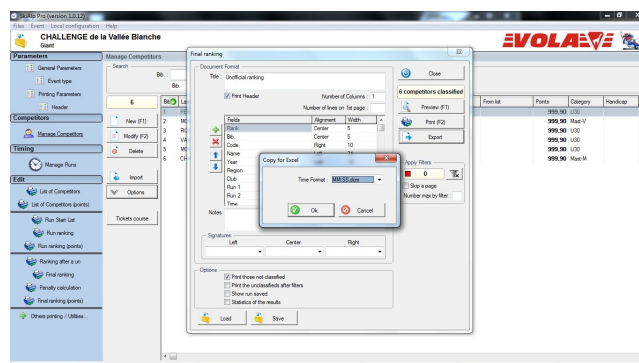 SkiAlp Pro (version 1.0.12)
Files Event Local configuration Help
CHALLENGE de la Vallée Blanche
Giant
VOLA
Parameters
General Parameters
Event type
Printing Parameters
Header
Competitors
Manage Competitors
Timing
Manage Runs
Edit
List of Competitors
List of Competitors (points)
Run Start List
Run ranking
Run ranking (points)
Ranking after a run
Final ranking
Penalty calculation
Final ranking (points)
Others printing / Utilities...
Manage Competitors
Search
Bib. :
Bib.
6
New (F1)
Modify (F2)
Delete
Import
Options
Tickets course
Bib
1
2
3
4
5
6
Final ranking
Document Format
Title : Unofficial ranking
Print Header
Number of Columns : 1
Number of lines on 1st page :
Fields Alignment Width
Rank Center 5
Bib. Center 5
Code Right 10
Name
Year
Region
Club
Run 1
Run 2
Time
Notes
Signatures
Left Center Right
Options
Print those not classified
Print the unclassifieds after filters
Show run saved
Statistics of the results
Load Save
Close
6 competitors classified
Preview (F1)
Print (F2)
Export
Apply Filters
0
Skip a page
Number max by filter :
Copy for Excel
Time Format : MM:SS.dcm
Ok Cancel
From list Points Category Handicap
999,90 U30
999,90 Mast-V
999,90 U30
999,90 U30
999,90 U30
999,90 Mast-M